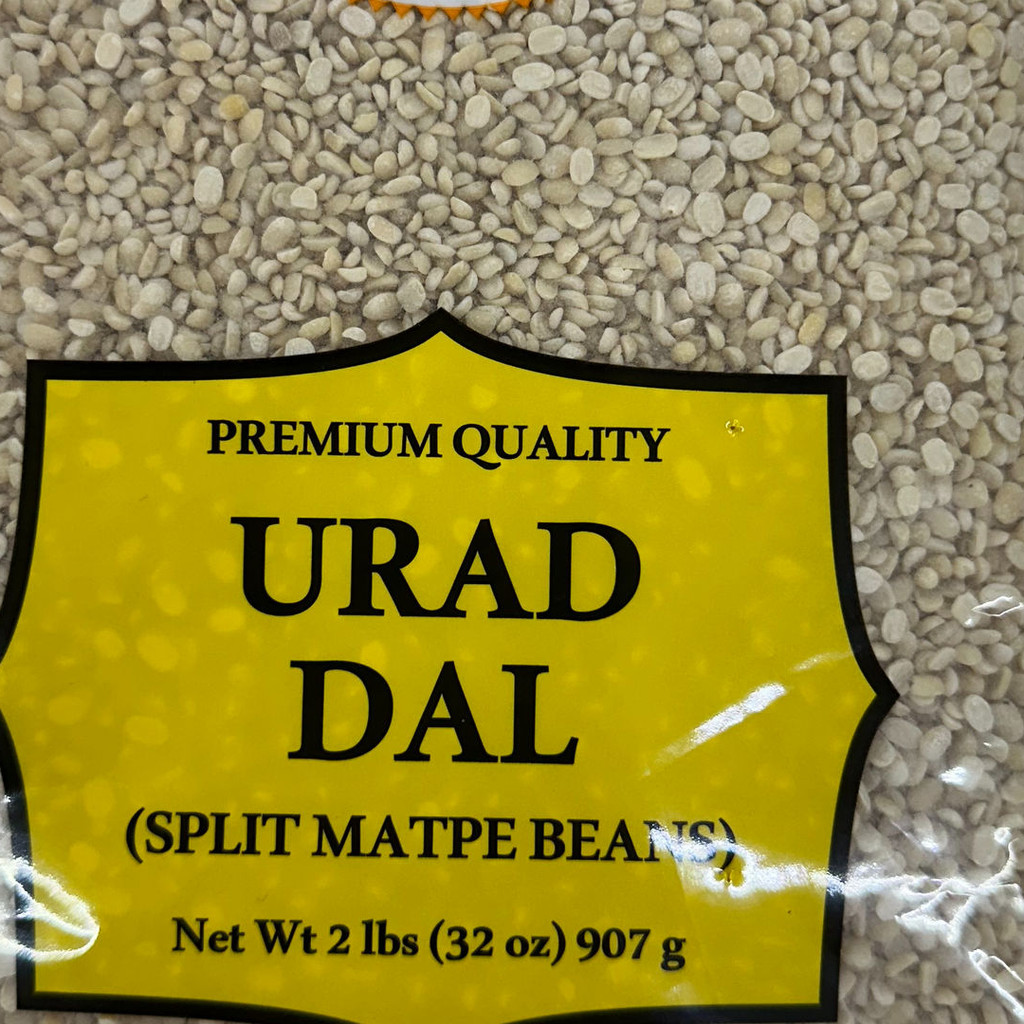 PREMIUM QUALITY
URAD
DAL
(SPLIT MATPE BEANS)
Net Wt 2 lbs (32 oz) 907 g